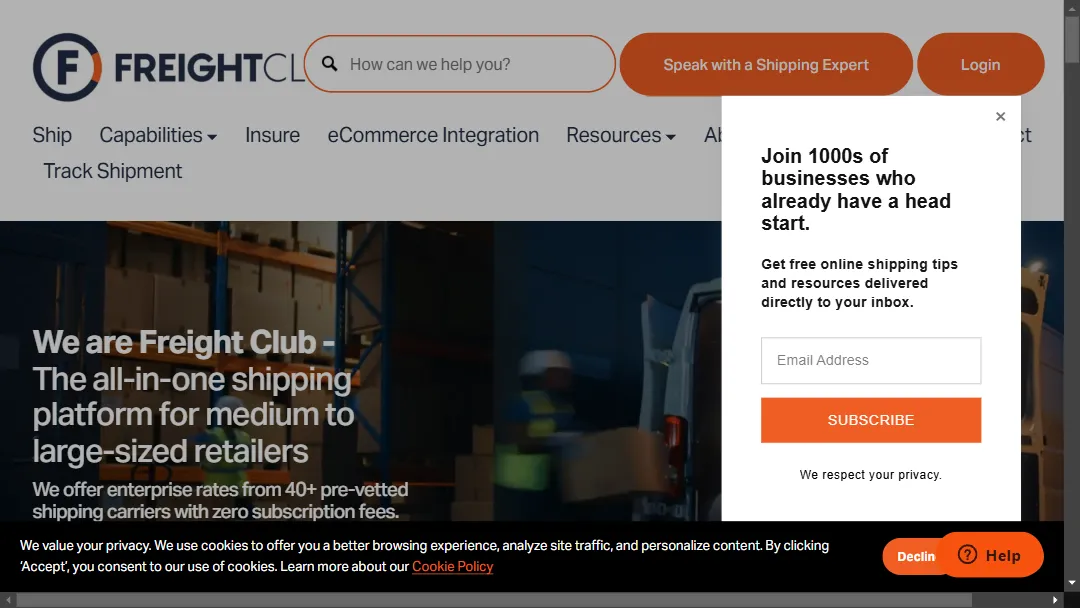 FREIGHTCL
How can we help you?
Speak with a Shipping Expert
Login
Ship
Capabilities
Insure
eCommerce Integration
Resources
Track Shipment
×
Join 1000s of
businesses who
already have a head
start.
Get free online shipping tips
and resources delivered
directly to your inbox.
Email Address
SUBSCRIBE
We respect your privacy.
We are Freight Club -
The all-in-one shipping
platform for medium to
large-sized retailers
We offer enterprise rates from 40+ pre-vetted
shipping carriers with zero subscription fees.
We value your privacy. We use cookies to offer you a better browsing experience, analyze site traffic, and personalize content. By clicking
'Accept', you consent to our use of cookies. Learn more about our Cookie Policy
Declin
Help